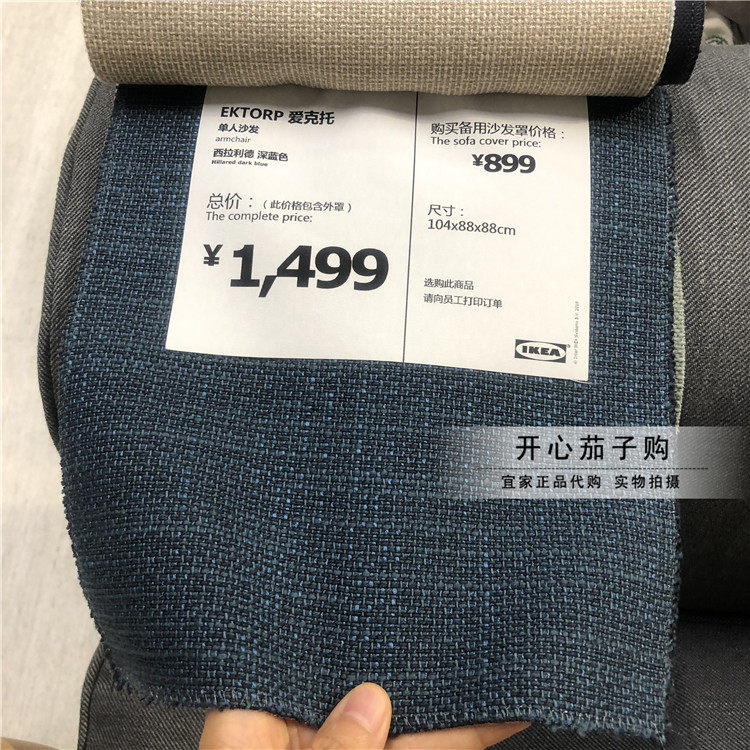 EKTORP 爱克托
单人沙发
armchair
西拉利德 深蓝色
Hillared dark blue
总价：（此价格包含外罩）
The complete price:
¥1,499
购买备用沙发罩价格：
The sofa cover price:
¥899
尺寸：
104x88x88cm
选购此商品
请向员工打印订单
IKEA
开心茄子购
宜家正品代购 实物拍摄